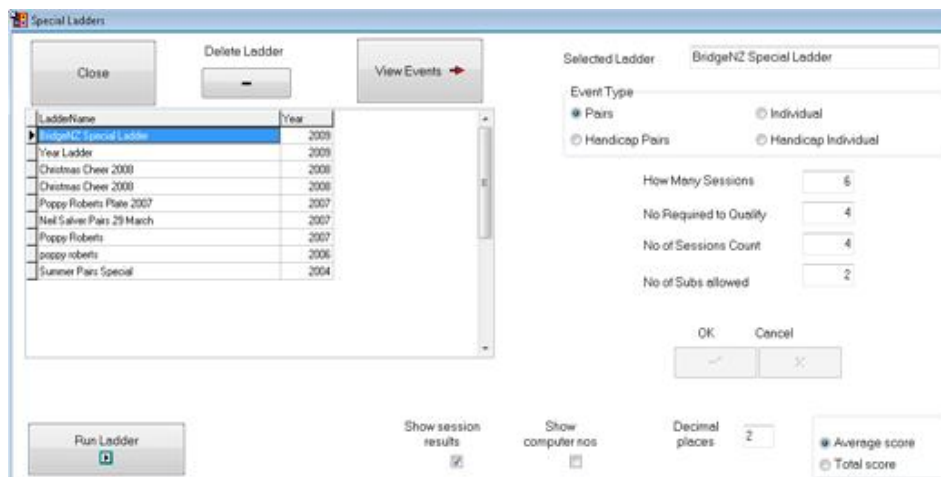 Special Ladders
Close
Delete Ladder
-
View Events
Selected Ladder BridgeNZ Special Ladder
Event Type
Pairs Individual
Handicap Pairs Handicap Individual
LadderName Year
BridgeNZ Special Ladder 2009
Year Ladder 2009
Christmas Cheer 2008 2008
Christmas Cheer 2008 2008
Poppy Roberts Plate 2007 2007
Neil Salver Pairs 29 March 2007
Poppy Roberts 2007
poppy roberts 2006
Summer Pairs Special 2004
How Many Sessions 6
No Required to Quality 4
No of Sessions Count 4
No of Subs allowed 2
OK Cancel
Run Ladder
Show session
results
Show
computer nos
Decimal
places 2
Average score
Total score